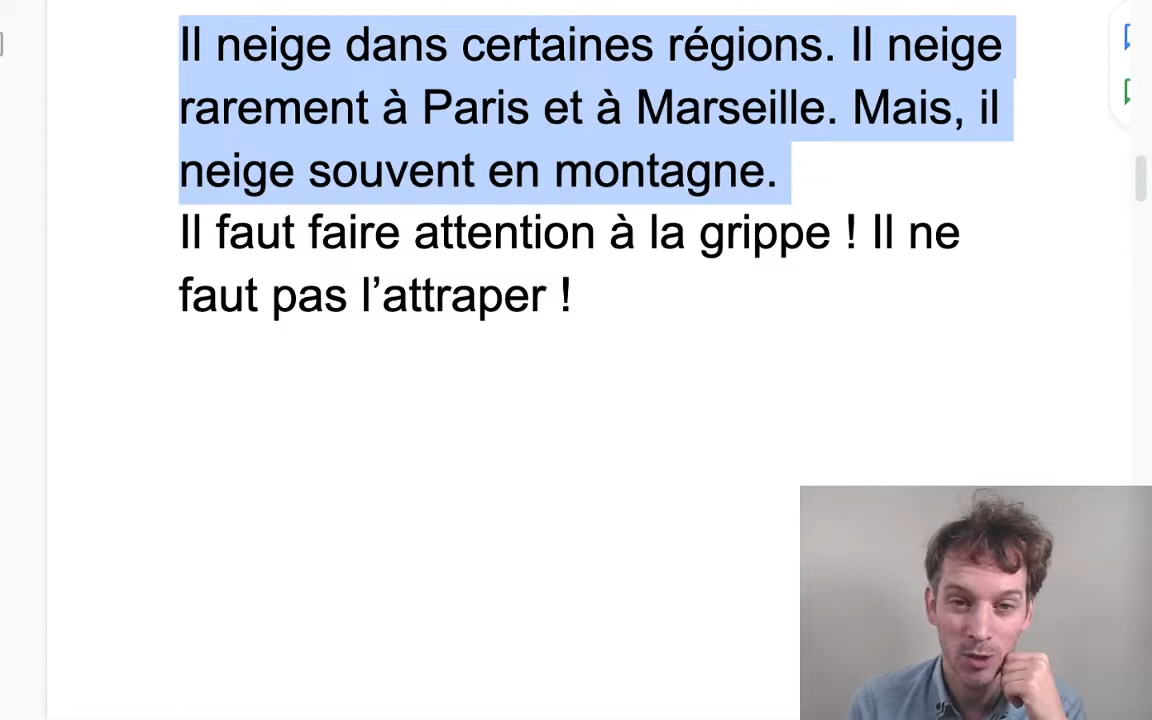 Il neige dans certaines régions. Il neige
rarement à Paris et à Marseille. Mais, il
neige souvent en montagne.
Il faut faire attention à la grippe ! Il ne
faut pas l’attraper !